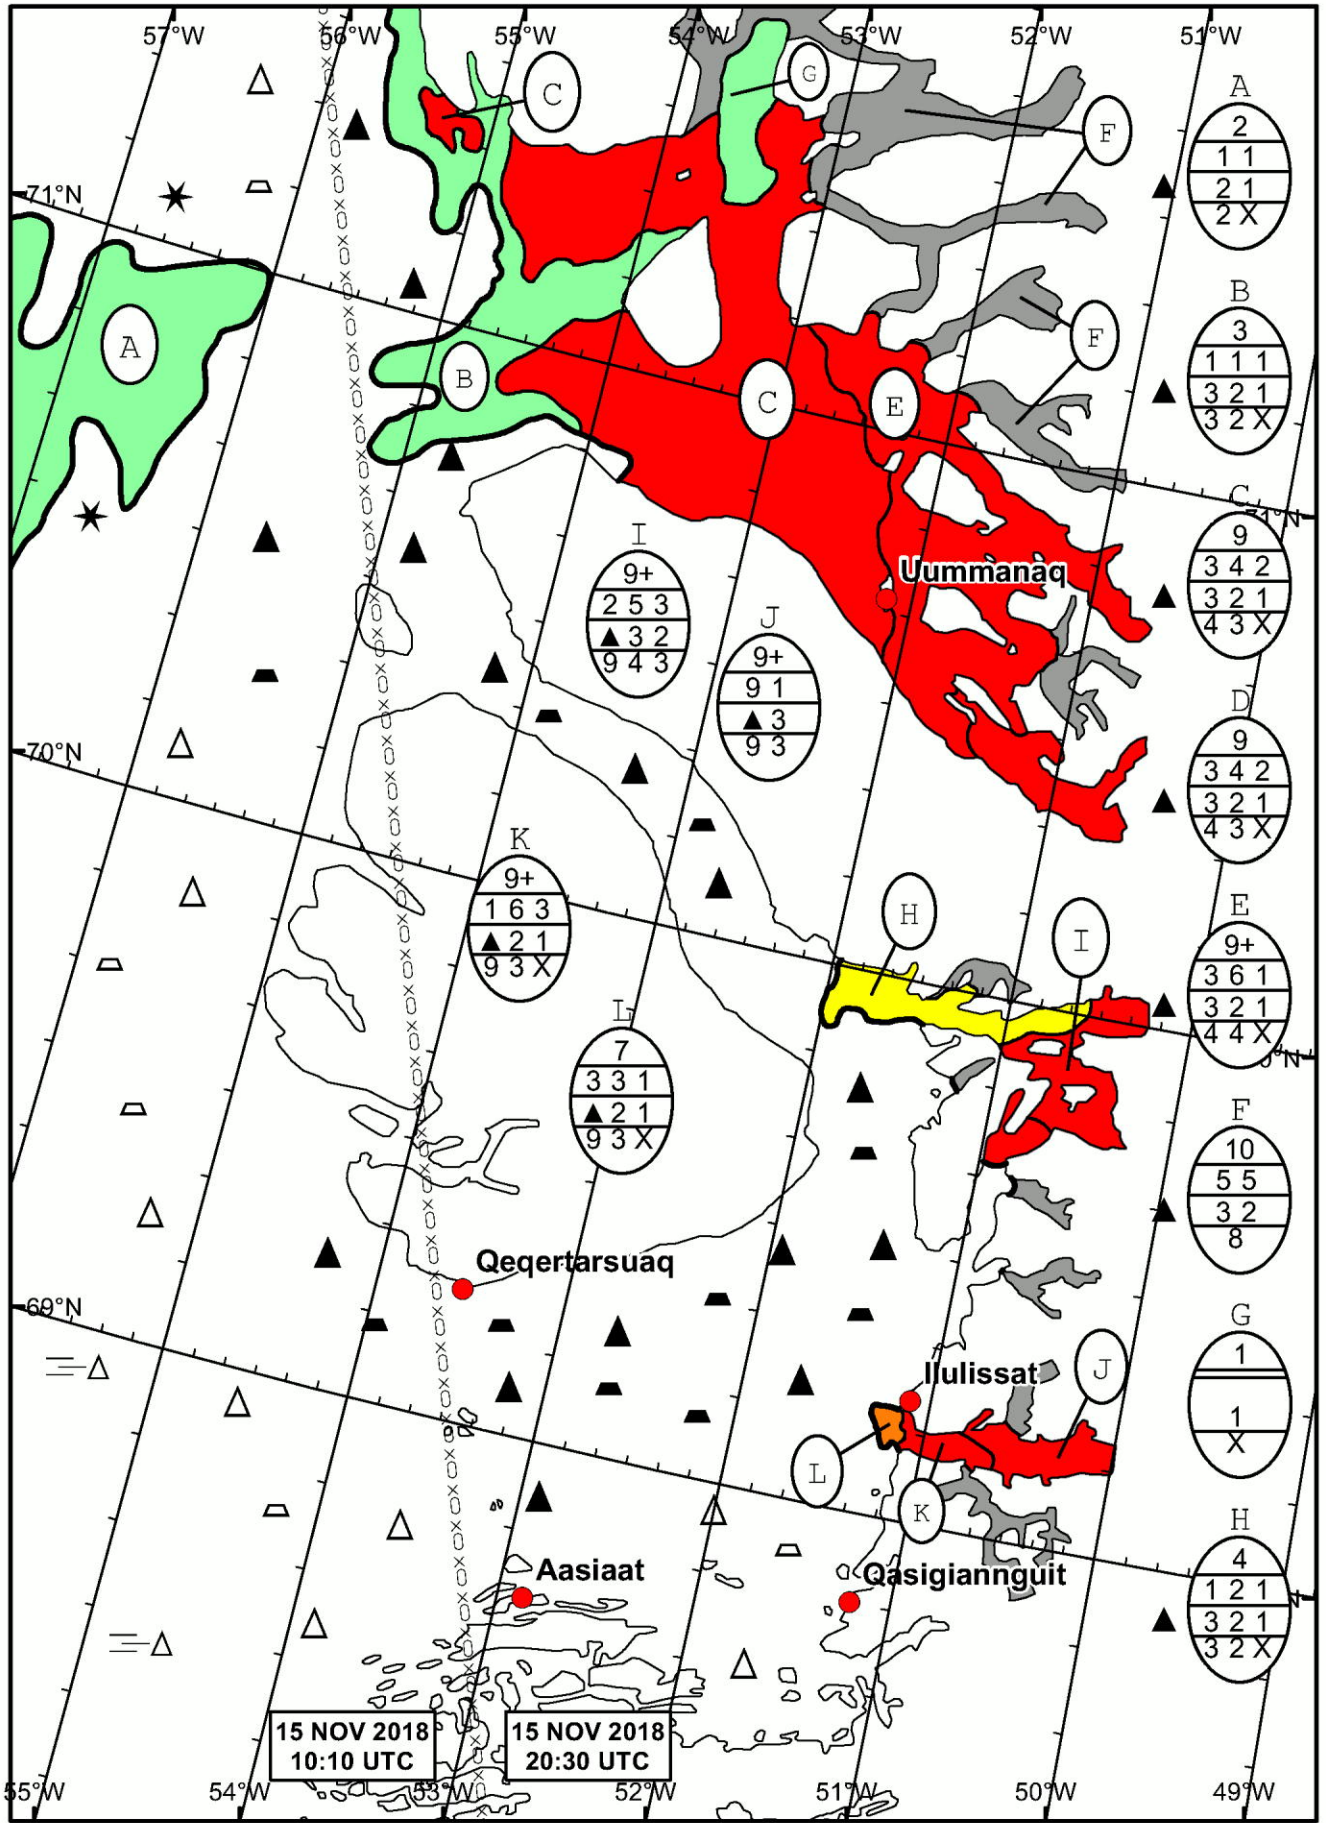 57°W 56°W 55°W 54°W 53°W 52°W 51°W
71°N
70°N
69°N
C
G
F
A
B
F
C
E
Uummanaq
H
I
Qeqertarsuaq
Ilulissat
J
L
K
Aasiaat
Qasigiannguit
A
2
1 1
2 1
2 X
B
3
1 1 1
3 2 1
3 2 X
C
71°N
9
3 4 2
3 2 1
4 3 X
D
9
3 4 2
3 2 1
4 3 X
E
9+
3 6 1
3 2 1
4 4 X
F
10
5 5
3 2
8
G
1
1
X
H
4
1 2 1
3 2 1
3 2 X
I
9+
2 5 3
▲ 3 2
9 4 3
J
9+
9 1
▲ 3
9 3
K
9+
1 6 3
▲ 2 1
9 3 X
L
7
3 3 1
▲ 2 1
9 3 X
15 NOV 2018
10:10 UTC
15 NOV 2018
20:30 UTC
55°W 54°W 53°W 52°W 51°W 50°W 49°W